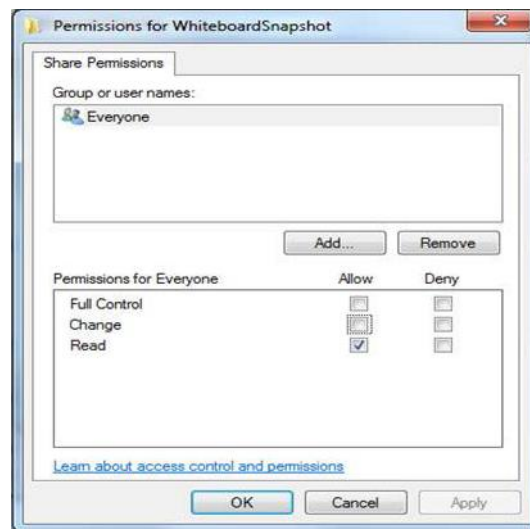 Permissions for WhiteboardSnapshot
Share Permissions
Group or user names:
Everyone
Add... Remove
Permissions for Everyone Allow Deny
Full Control
Change
Read
Learn about access control and permissions
OK Cancel Apply